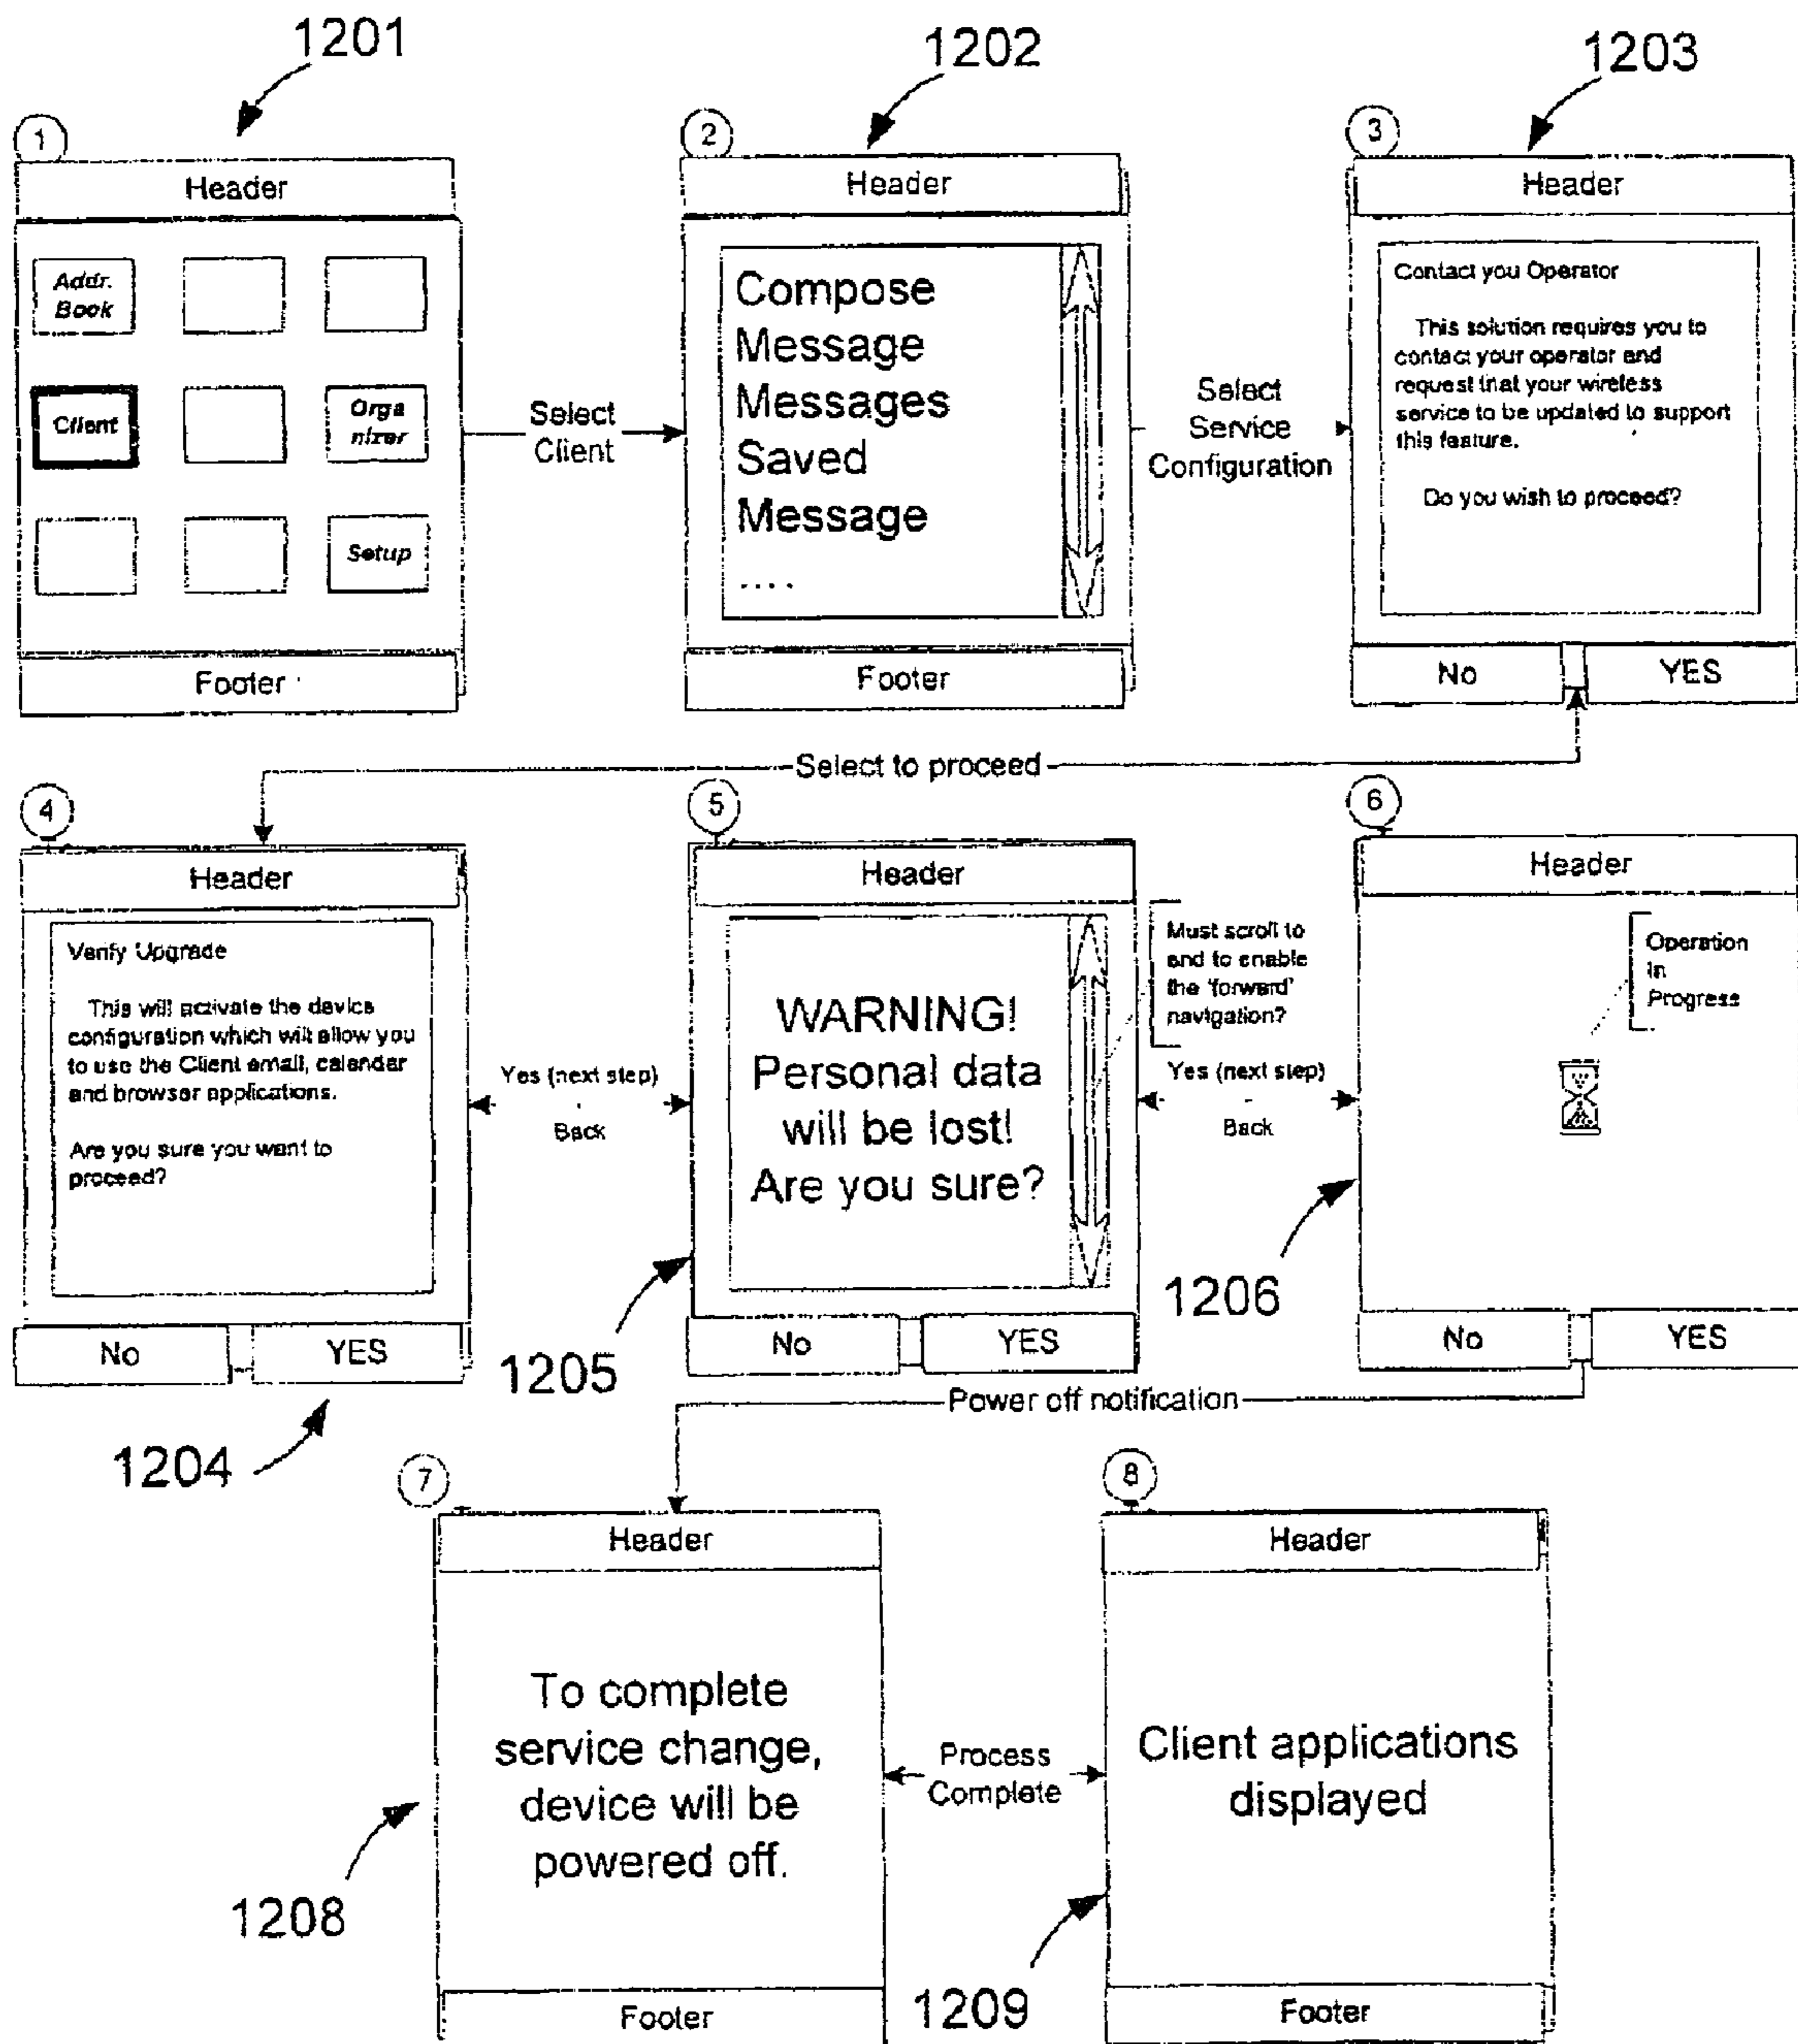 1201
1202
1203
1
2
3
Header
Header
Header
Addr.
Book
Client
Orga
nizer
Setup
Footer
Select
Client
Compose
Message
Messages
Saved
Message
....
Footer
Select
Service
Configuration
Contact you Operator
This solution requires you to
contact your operator and
request that your wireless
service to be updated to support
this feature.
Do you wish to proceed?
No
YES
Select to proceed
4
5
6
Header
Header
Header
Verify Upgrade
This will activate the device
configuration which will allow you
to use the Client email, calendar
and browser applications.
Are you sure you want to
proceed?
No
YES
1204
Yes (next step)
-
Back
WARNING!
Personal data
will be lost!
Are you sure?
No
YES
1205
Must scroll to
end to enable
the 'forward'
navigation?
Yes (next step)
-
Back
Operation
in
Progress
1206
No
YES
Power off notification
7
8
Header
Header
To complete
service change,
device will be
powered off.
Footer
1208
Process
Complete
Client applications
displayed
Footer
1209